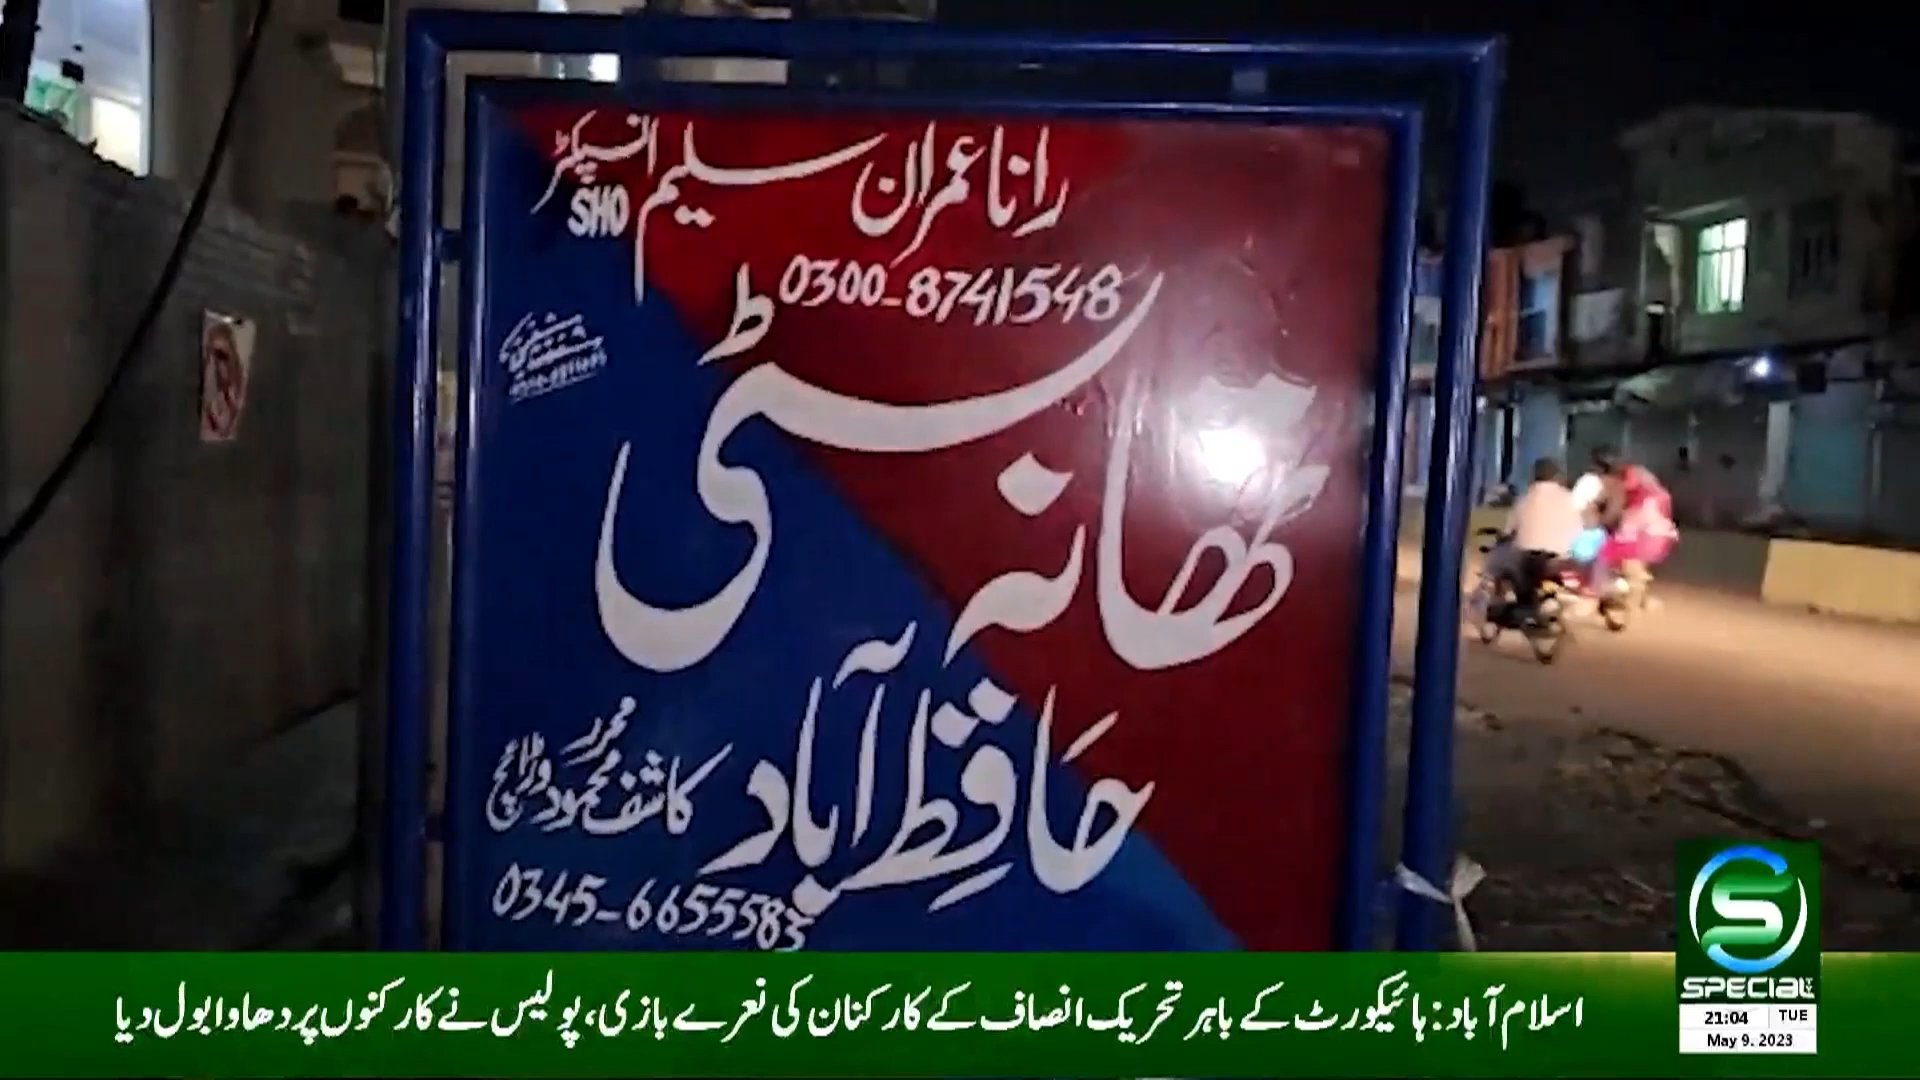 رانا عمران سلیم انسپکٹر
SHO
0300-8741548
تھانہ سٹی
حافظ آباد
محرر
کاشف محمود وڑائچ
0345-6655583
SPECIAL
21:04 TUE
May 9, 2023
اسلام آباد: ہائیکورٹ کے باہر تحریک انصاف کے کارکنان کی نعرے بازی، پولیس نے کارکنوں پر دھاوا بول دیا